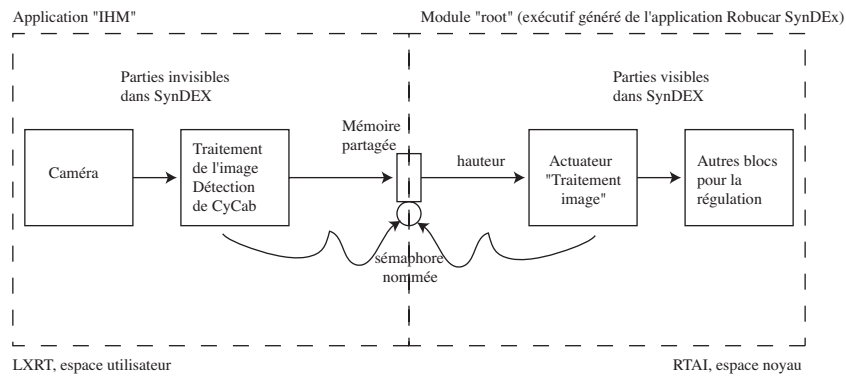 Application "IHM"
Module "root" (exécutif généré de l'application Robucar SynDEx)
Parties invisibles
dans SynDEX
Parties visibles
dans SynDEX
Caméra
Traitement
de l'image
Détection
de CyCab
Mémoire
partagée
hauteur
Actuateur
"Traitement
image"
Autres blocs
pour la
régulation
sémaphore
nommée
LXRT, espace utilisateur
RTAI, espace noyau